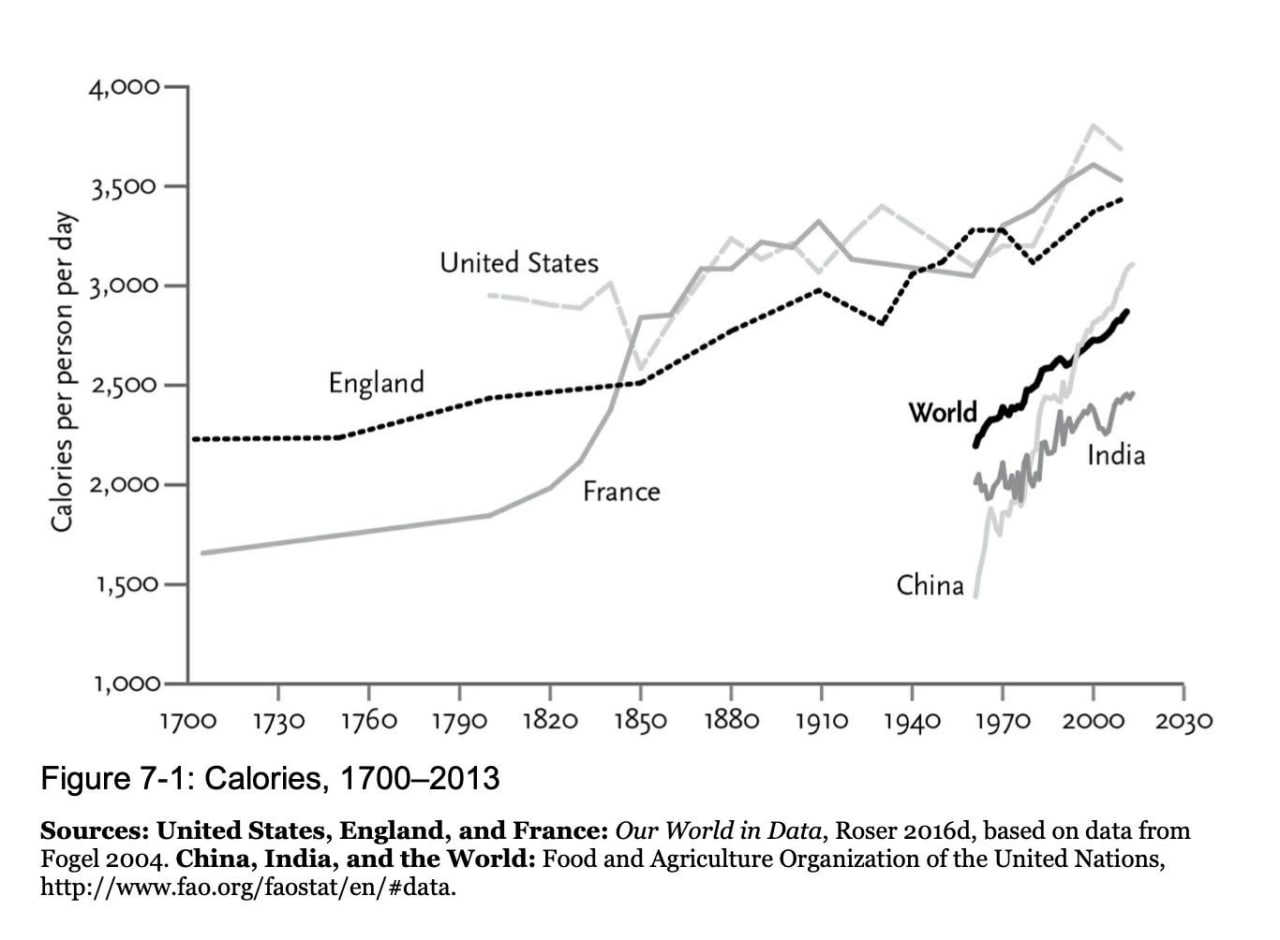 4,000
3,500
3,000
2,500
2,000
1,500
1,000
Calories per person per day
United States
England
France
World
India
China
1700 1730 1760 1790 1820 1850 1880 1910 1940 1970 2000 2030
Figure 7-1: Calories, 1700–2013
Sources: United States, England, and France: Our World in Data, Roser 2016d, based on data from
Fogel 2004. China, India, and the World: Food and Agriculture Organization of the United Nations,
http://www.fao.org/faostat/en/#data.